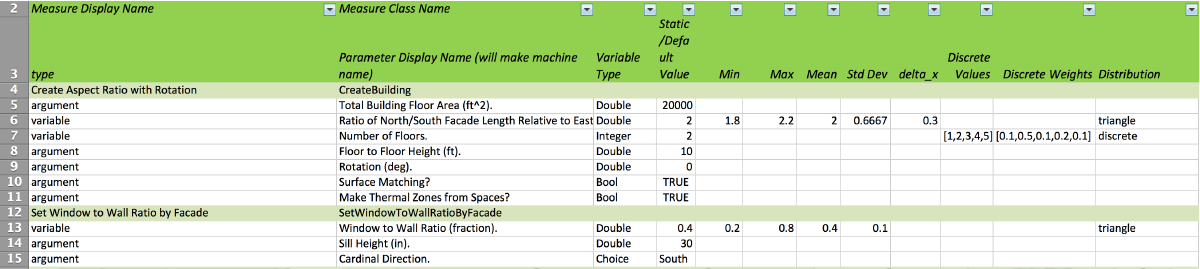 2 Measure Display Name Measure Class Name
3 type Parameter Display Name (will make machine name) Variable Type Static /Defa ult Value Min Max Mean Std Dev delta_x Discrete Values Discrete Weights Distribution
4 Create Aspect Ratio with Rotation CreateBuilding
5 argument Total Building Floor Area (ft^2). Double 20000
6 variable Ratio of North/South Facade Length Relative to East Double 2 1.8 2.2 2 0.6667 0.3 triangle
7 variable Number of Floors. Integer 2 [1,2,3,4,5] [0.1,0.5,0.1,0.2,0.1] discrete
8 argument Floor to Floor Height (ft). Double 10
9 argument Rotation (deg). Double 0
10 argument Surface Matching? Bool TRUE
11 argument Make Thermal Zones from Spaces? Bool TRUE
12 Set Window to Wall Ratio by Facade SetWindowToWallRatioByFacade
13 variable Window to Wall Ratio (fraction). Double 0.4 0.2 0.8 0.4 0.1 triangle
14 argument Sill Height (in). Double 30
15 argument Cardinal Direction. Choice South